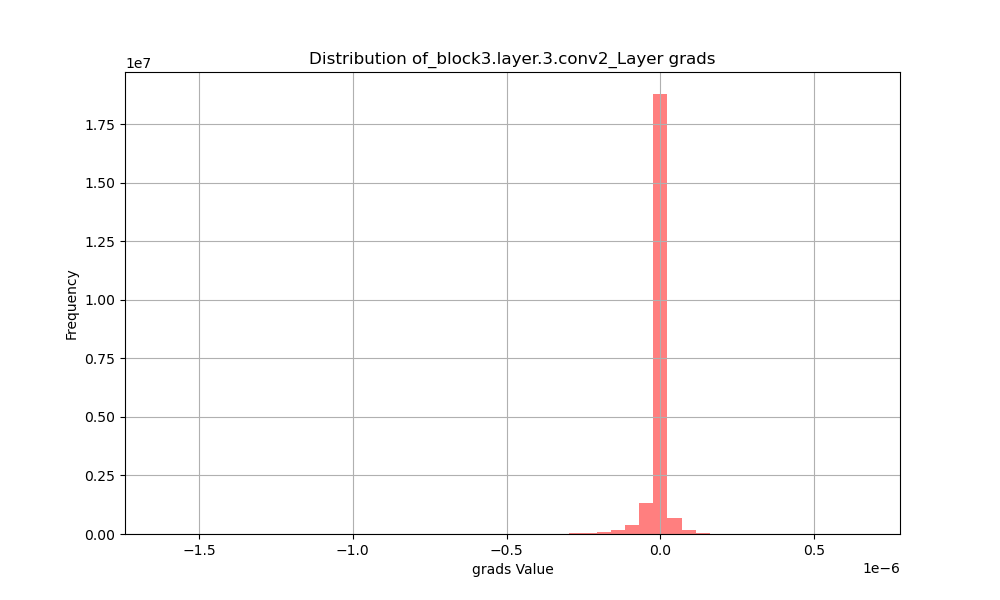 Distribution of_block3.layer.3.conv2_Layer grads
1e7
1.75
1.50
1.25
1.00
0.75
0.50
0.25
0.00
Frequency
−1.5 −1.0 −0.5 0.0 0.5
grads Value
1e−6